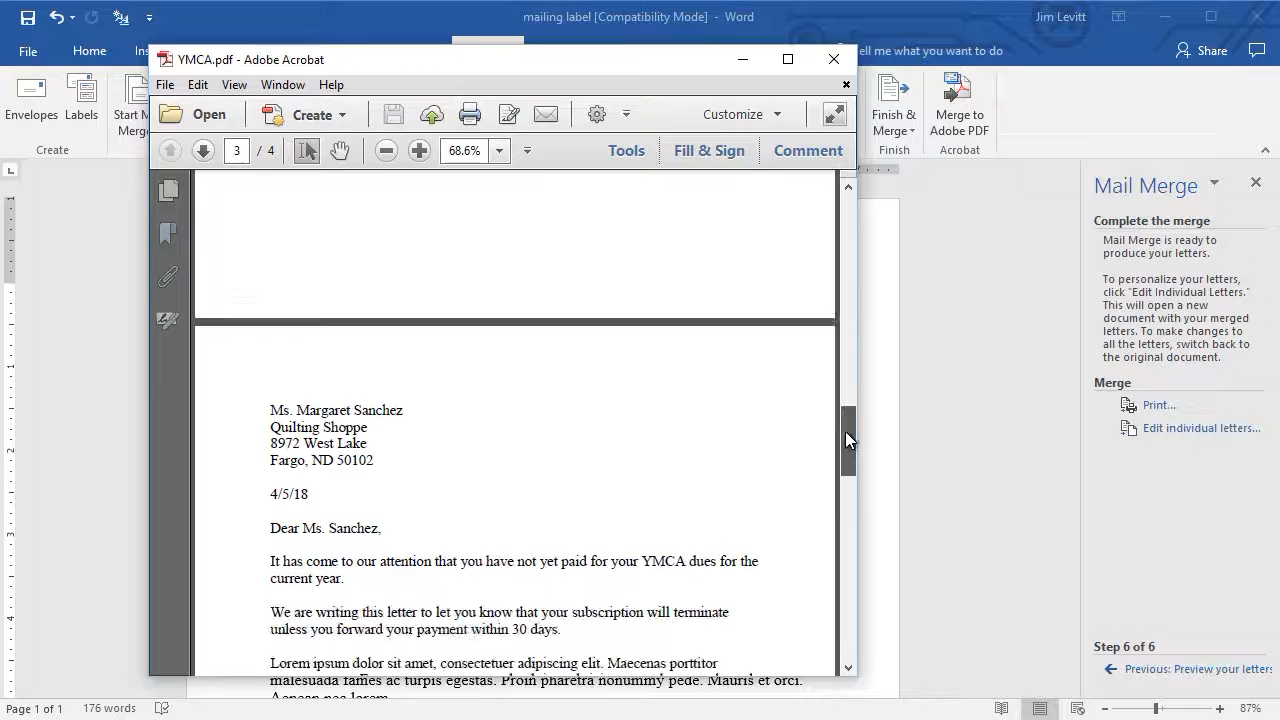 mailing label [Compatibility Mode] - Word
Jim Levitt
File
Home
Ins
ell me what you want to do
Share
YMCA.pdf - Adobe Acrobat
File
Edit
View
Window
Help
Open
Create
Customize
3
/ 4
68.6%
Tools
Fill & Sign
Comment
Envelopes
Labels
Start M
Merg
Create
Finish &
Merge
Finish
Merge to
Adobe PDF
Acrobat
Ms. Margaret Sanchez
Quilting Shoppe
8972 West Lake
Fargo, ND 50102
4/5/18
Dear Ms. Sanchez,
It has come to our attention that you have not yet paid for your YMCA dues for the
current year.
We are writing this letter to let you know that your subscription will terminate
unless you forward your payment within 30 days.
Lorem ipsum dolor sit amet, consectetuer adipiscing elit. Maecenas porttitor
malesuada fames ac turpis egestas. Proin pharetra nonummy pede. Mauris et orci.
Aenean nec lorem.
Mail Merge
Complete the merge
Mail Merge is ready to
produce your letters.
To personalize your letters,
click "Edit Individual Letters."
This will open a new
document with your merged
letters. To make changes to
all the letters, switch back to
the original document.
Merge
Print...
Edit individual letters...
Step 6 of 6
Previous: Preview your letters
1
1
2
3
4
Page 1 of 1
176 words
87%